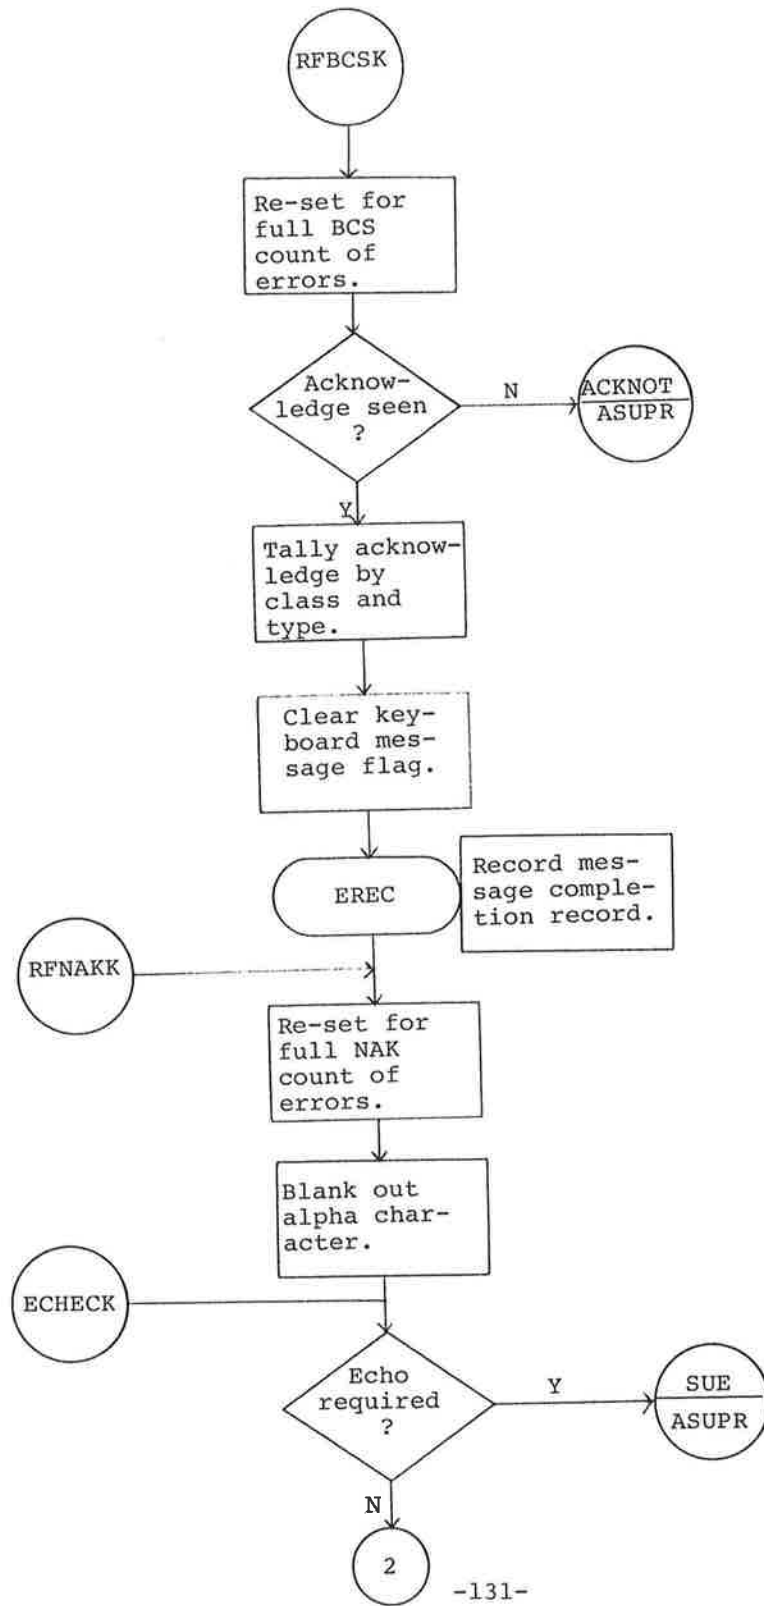 RFBCSK
Re-set for
full BCS
count of
errors.
Acknow-
ledge seen
?
N
ACKNOT
ASUPR
Y
Tally acknow-
ledge by
class and
type.
Clear key-
board mes-
sage flag.
EREC
Record mes-
sage comple-
tion record.
RFNAKK
Re-set for
full NAK
count of
errors.
Blank out
alpha char-
acter.
ECHECK
Echo
required
?
Y
SUE
ASUPR
N
2
-131-